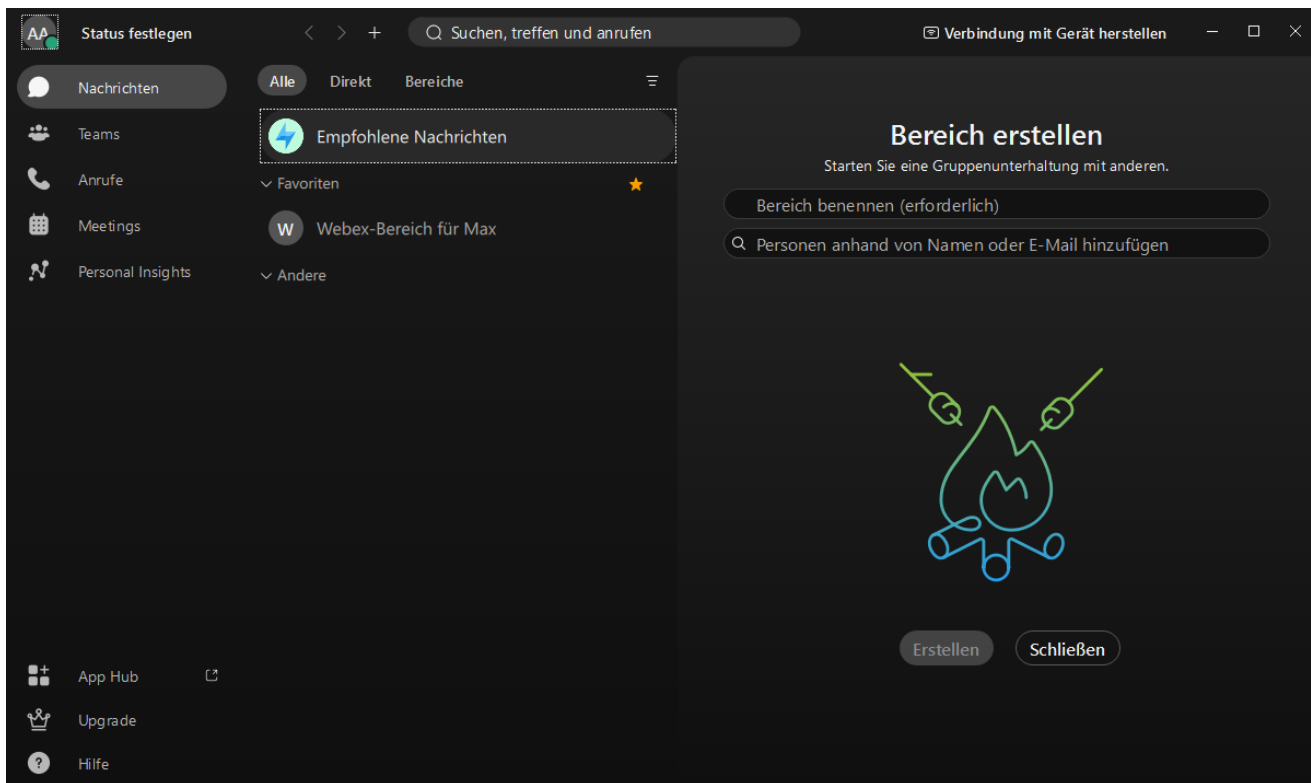 AA Status festlegen Suchen, treffen und anrufen Verbindung mit Gerät herstellen
Nachrichten
Teams
Anrufe
Meetings
Personal Insights
App Hub
Upgrade
? Hilfe
Alle Direkt Bereiche
Empfohlene Nachrichten
Favoriten
W Webex-Bereich für Max
Andere
Bereich erstellen
Starten Sie eine Gruppenunterhaltung mit anderen.
Bereich benennen (erforderlich)
Personen anhand von Namen oder E-Mail hinzufügen
Erstellen Schließen